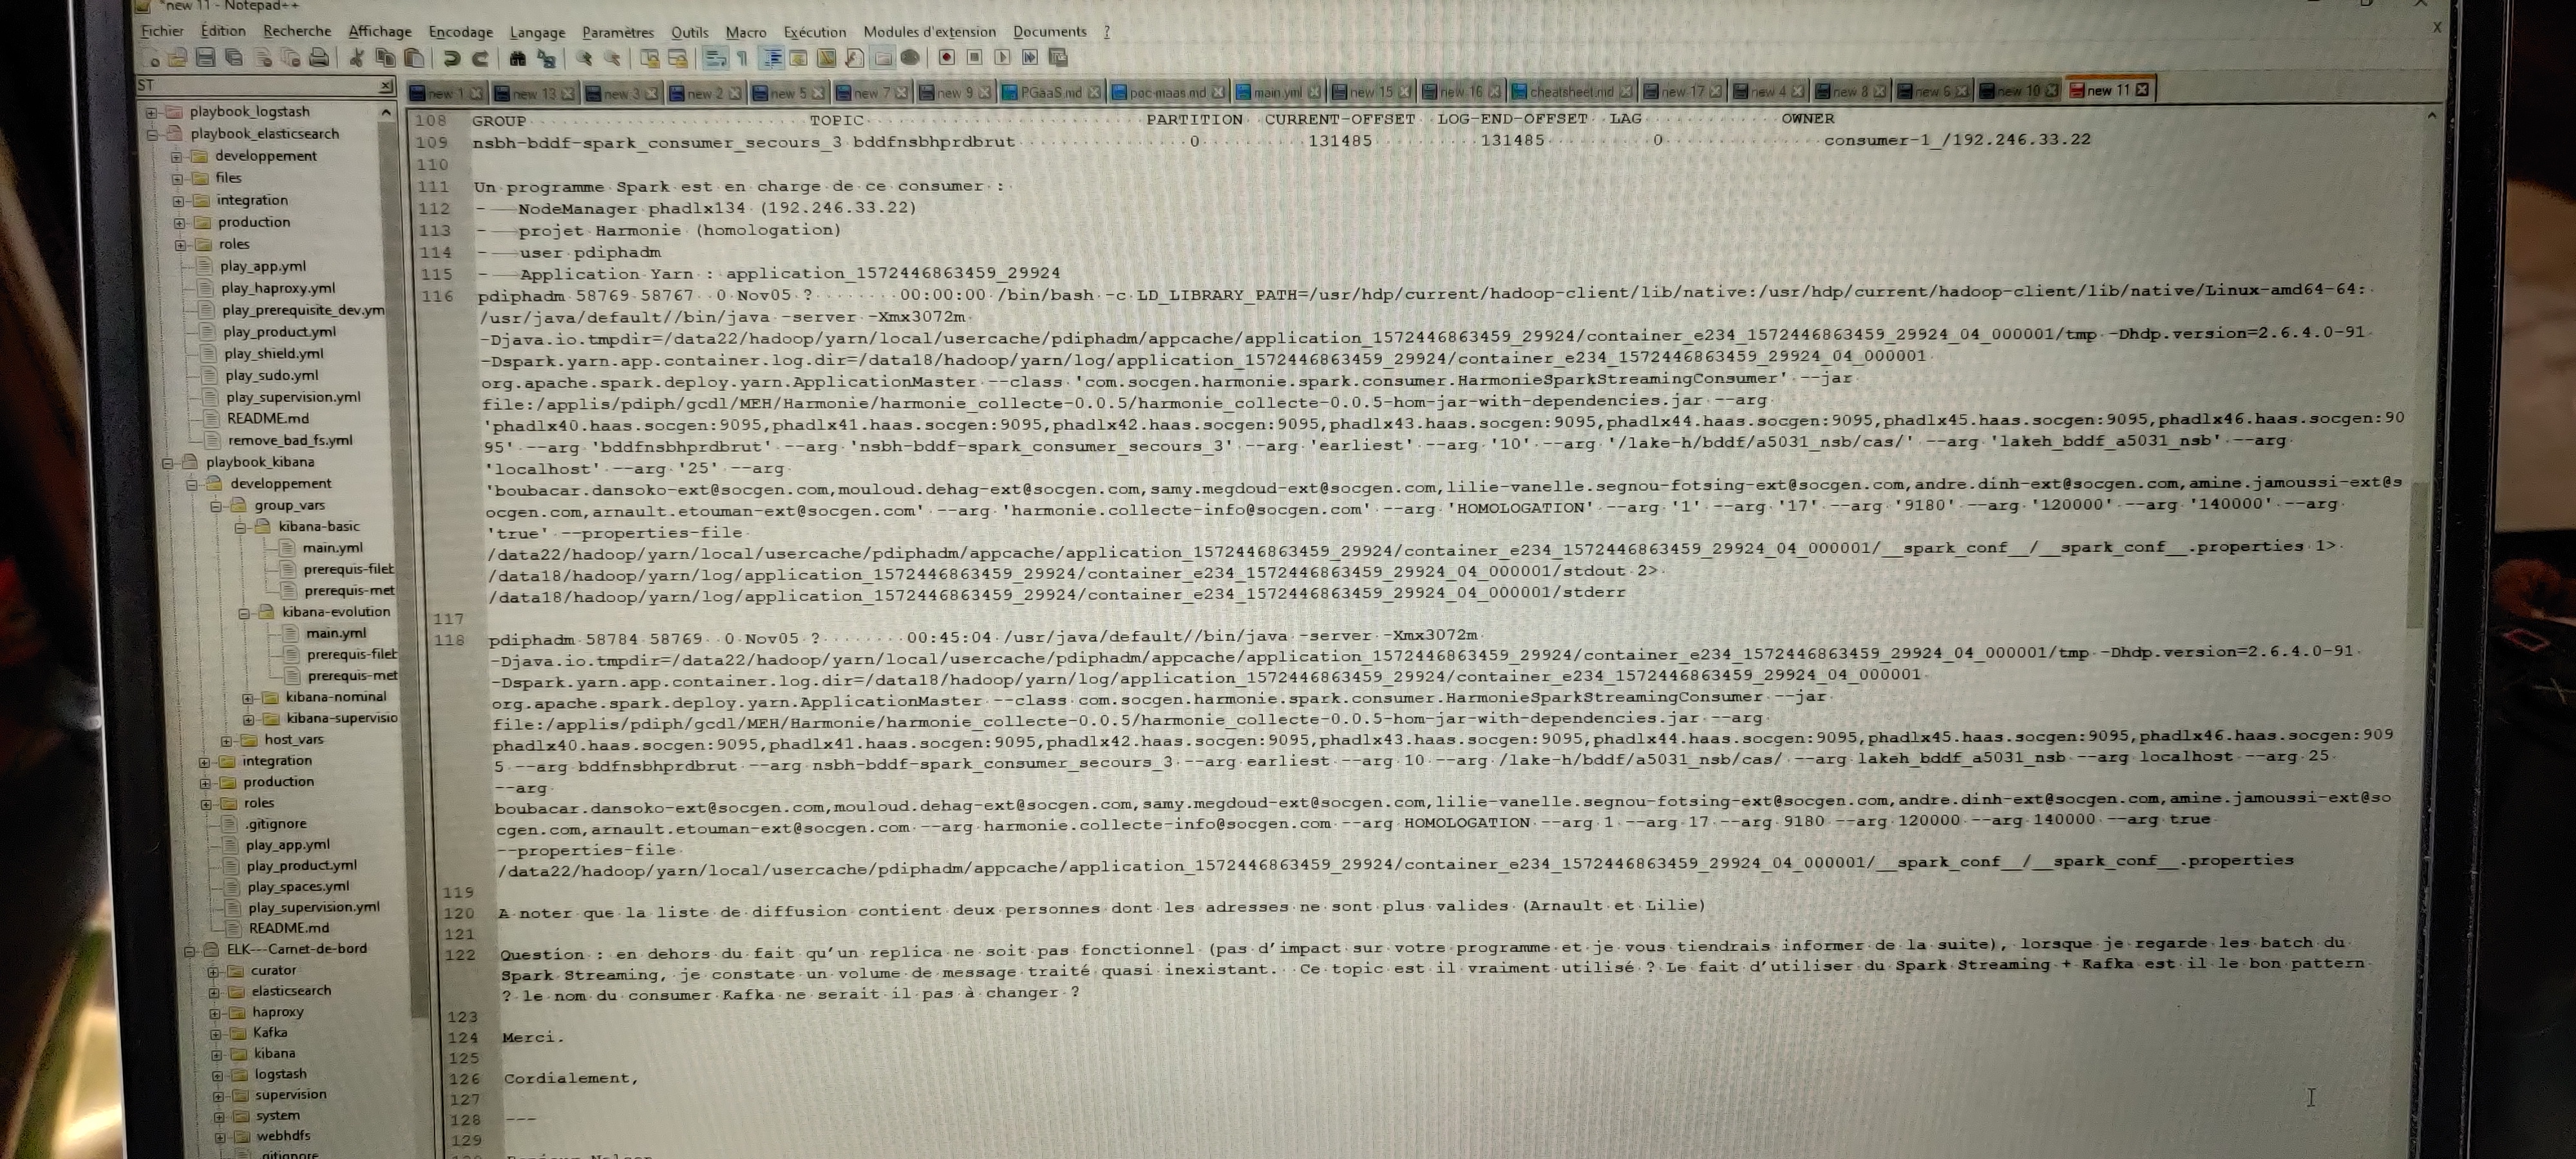 *new 11 - Notepad++
Fichier Édition Recherche Affichage Encodage Langage Paramètres Outils Macro Exécution Modules d'extension Documents ? X
ST
new 1 new 13 new 3 new 2 new 5 new 7 new 9 PGaaS.md poc-maas.md main.yml new 15 new 16 cheatsheet.md new 17 new 4 new 8 new 6 new 10 new 11
playbook_logstash
playbook_elasticsearch
developpement
files
integration
production
roles
play_app.yml
play_haproxy.yml
play_prerequisite_dev.ym
play_product.yml
play_shield.yml
play_sudo.yml
play_supervision.yml
README.md
remove_bad_fs.yml
playbook_kibana
developpement
group_vars
kibana-basic
main.yml
prerequis-filet
prerequis-met
kibana-evolution
main.yml
prerequis-filet
prerequis-met
kibana-nominal
kibana-supervisio
host_vars
integration
production
roles
.gitignore
play_app.yml
play_product.yml
play_spaces.yml
play_supervision.yml
README.md
ELK---Carnet-de-bord
curator
elasticsearch
haproxy
Kafka
kibana
logstash
supervision
system
webhdfs
.gitignore
108 GROUP TOPIC PARTITION CURRENT-OFFSET LOG-END-OFFSET LAG OWNER
109 nsbh-bddf-spark_consumer_secours_3 bddfnsbhprdbrut 0 131485 131485 0 consumer-1_/192.246.33.22
110
111 Un programme Spark est en charge de ce consumer :
112 - NodeManager phadlx134 (192.246.33.22)
113 - projet Harmonie (homologation)
114 - user pdiphadm
115 - Application Yarn : application_1572446863459_29924
116 pdiphadm 58769 58767 0 Nov05 ? 00:00:00 /bin/bash -c LD_LIBRARY_PATH=/usr/hdp/current/hadoop-client/lib/native:/usr/hdp/current/hadoop-client/lib/native/Linux-amd64-64:
/usr/java/default//bin/java -server -Xmx3072m
-Djava.io.tmpdir=/data22/hadoop/yarn/local/usercache/pdiphadm/appcache/application_1572446863459_29924/container_e234_1572446863459_29924_04_000001/tmp -Dhdp.version=2.6.4.0-91
-Dspark.yarn.app.container.log.dir=/data18/hadoop/yarn/log/application_1572446863459_29924/container_e234_1572446863459_29924_04_000001
org.apache.spark.deploy.yarn.ApplicationMaster --class 'com.socgen.harmonie.spark.consumer.HarmonieSparkStreamingConsumer' --jar
file:/applis/pdiph/gcdl/MEH/Harmonie/harmonie_collecte-0.0.5/harmonie_collecte-0.0.5-hom-jar-with-dependencies.jar --arg
'phadlx40.haas.socgen:9095,phadlx41.haas.socgen:9095,phadlx42.haas.socgen:9095,phadlx43.haas.socgen:9095,phadlx44.haas.socgen:9095,phadlx45.haas.socgen:9095,phadlx46.haas.socgen:90
95' --arg 'bddfnsbhprdbrut' --arg 'nsbh-bddf-spark_consumer_secours_3' --arg 'earliest' --arg '10' --arg '/lake-h/bddf/a5031_nsb/cas/' --arg 'lakeh_bddf_a5031_nsb' --arg
'localhost' --arg '25' --arg
'boubacar.dansoko-ext@socgen.com,mouloud.dehag-ext@socgen.com,samy.megdoud-ext@socgen.com,lilie-vanelle.segnou-fotsing-ext@socgen.com,andre.dinh-ext@socgen.com,amine.jamoussi-ext@s
ocgen.com,arnault.etouman-ext@socgen.com' --arg 'harmonie.collecte-info@socgen.com' --arg 'HOMOLOGATION' --arg '1' --arg '17' --arg '9180' --arg '120000' --arg '140000' --arg
'true' --properties-file
/data22/hadoop/yarn/local/usercache/pdiphadm/appcache/application_1572446863459_29924/container_e234_1572446863459_29924_04_000001/__spark_conf__/__spark_conf__.properties 1>
/data18/hadoop/yarn/log/application_1572446863459_29924/container_e234_1572446863459_29924_04_000001/stdout 2>
/data18/hadoop/yarn/log/application_1572446863459_29924/container_e234_1572446863459_29924_04_000001/stderr
117
118 pdiphadm 58784 58769 0 Nov05 ? 00:45:04 /usr/java/default//bin/java -server -Xmx3072m
-Djava.io.tmpdir=/data22/hadoop/yarn/local/usercache/pdiphadm/appcache/application_1572446863459_29924/container_e234_1572446863459_29924_04_000001/tmp -Dhdp.version=2.6.4.0-91
-Dspark.yarn.app.container.log.dir=/data18/hadoop/yarn/log/application_1572446863459_29924/container_e234_1572446863459_29924_04_000001
org.apache.spark.deploy.yarn.ApplicationMaster --class com.socgen.harmonie.spark.consumer.HarmonieSparkStreamingConsumer --jar
file:/applis/pdiph/gcdl/MEH/Harmonie/harmonie_collecte-0.0.5/harmonie_collecte-0.0.5-hom-jar-with-dependencies.jar --arg
phadlx40.haas.socgen:9095,phadlx41.haas.socgen:9095,phadlx42.haas.socgen:9095,phadlx43.haas.socgen:9095,phadlx44.haas.socgen:9095,phadlx45.haas.socgen:9095,phadlx46.haas.socgen:909
5 --arg bddfnsbhprdbrut --arg nsbh-bddf-spark_consumer_secours_3 --arg earliest --arg 10 --arg /lake-h/bddf/a5031_nsb/cas/ --arg lakeh_bddf_a5031_nsb --arg localhost --arg 25
--arg
boubacar.dansoko-ext@socgen.com,mouloud.dehag-ext@socgen.com,samy.megdoud-ext@socgen.com,lilie-vanelle.segnou-fotsing-ext@socgen.com,andre.dinh-ext@socgen.com,amine.jamoussi-ext@so
cgen.com,arnault.etouman-ext@socgen.com --arg harmonie.collecte-info@socgen.com --arg HOMOLOGATION --arg 1 --arg 17 --arg 9180 --arg 120000 --arg 140000 --arg true
--properties-file
/data22/hadoop/yarn/local/usercache/pdiphadm/appcache/application_1572446863459_29924/container_e234_1572446863459_29924_04_000001/__spark_conf__/__spark_conf__.properties
119
120 A noter que la liste de diffusion contient deux personnes dont les adresses ne sont plus valides (Arnault et Lilie)
121
122 Question : en dehors du fait qu'un replica ne soit pas fonctionnel (pas d'impact sur votre programme et je vous tiendrais informer de la suite), lorsque je regarde les batch du
Spark Streaming, je constate un volume de message traité quasi inexistant. Ce topic est il vraiment utilisé ? Le fait d'utiliser du Spark Streaming + Kafka est il le bon pattern
? le nom du consumer Kafka ne serait il pas à changer ?
123
124 Merci.
125
126 Cordialement,
127
128 ---
129